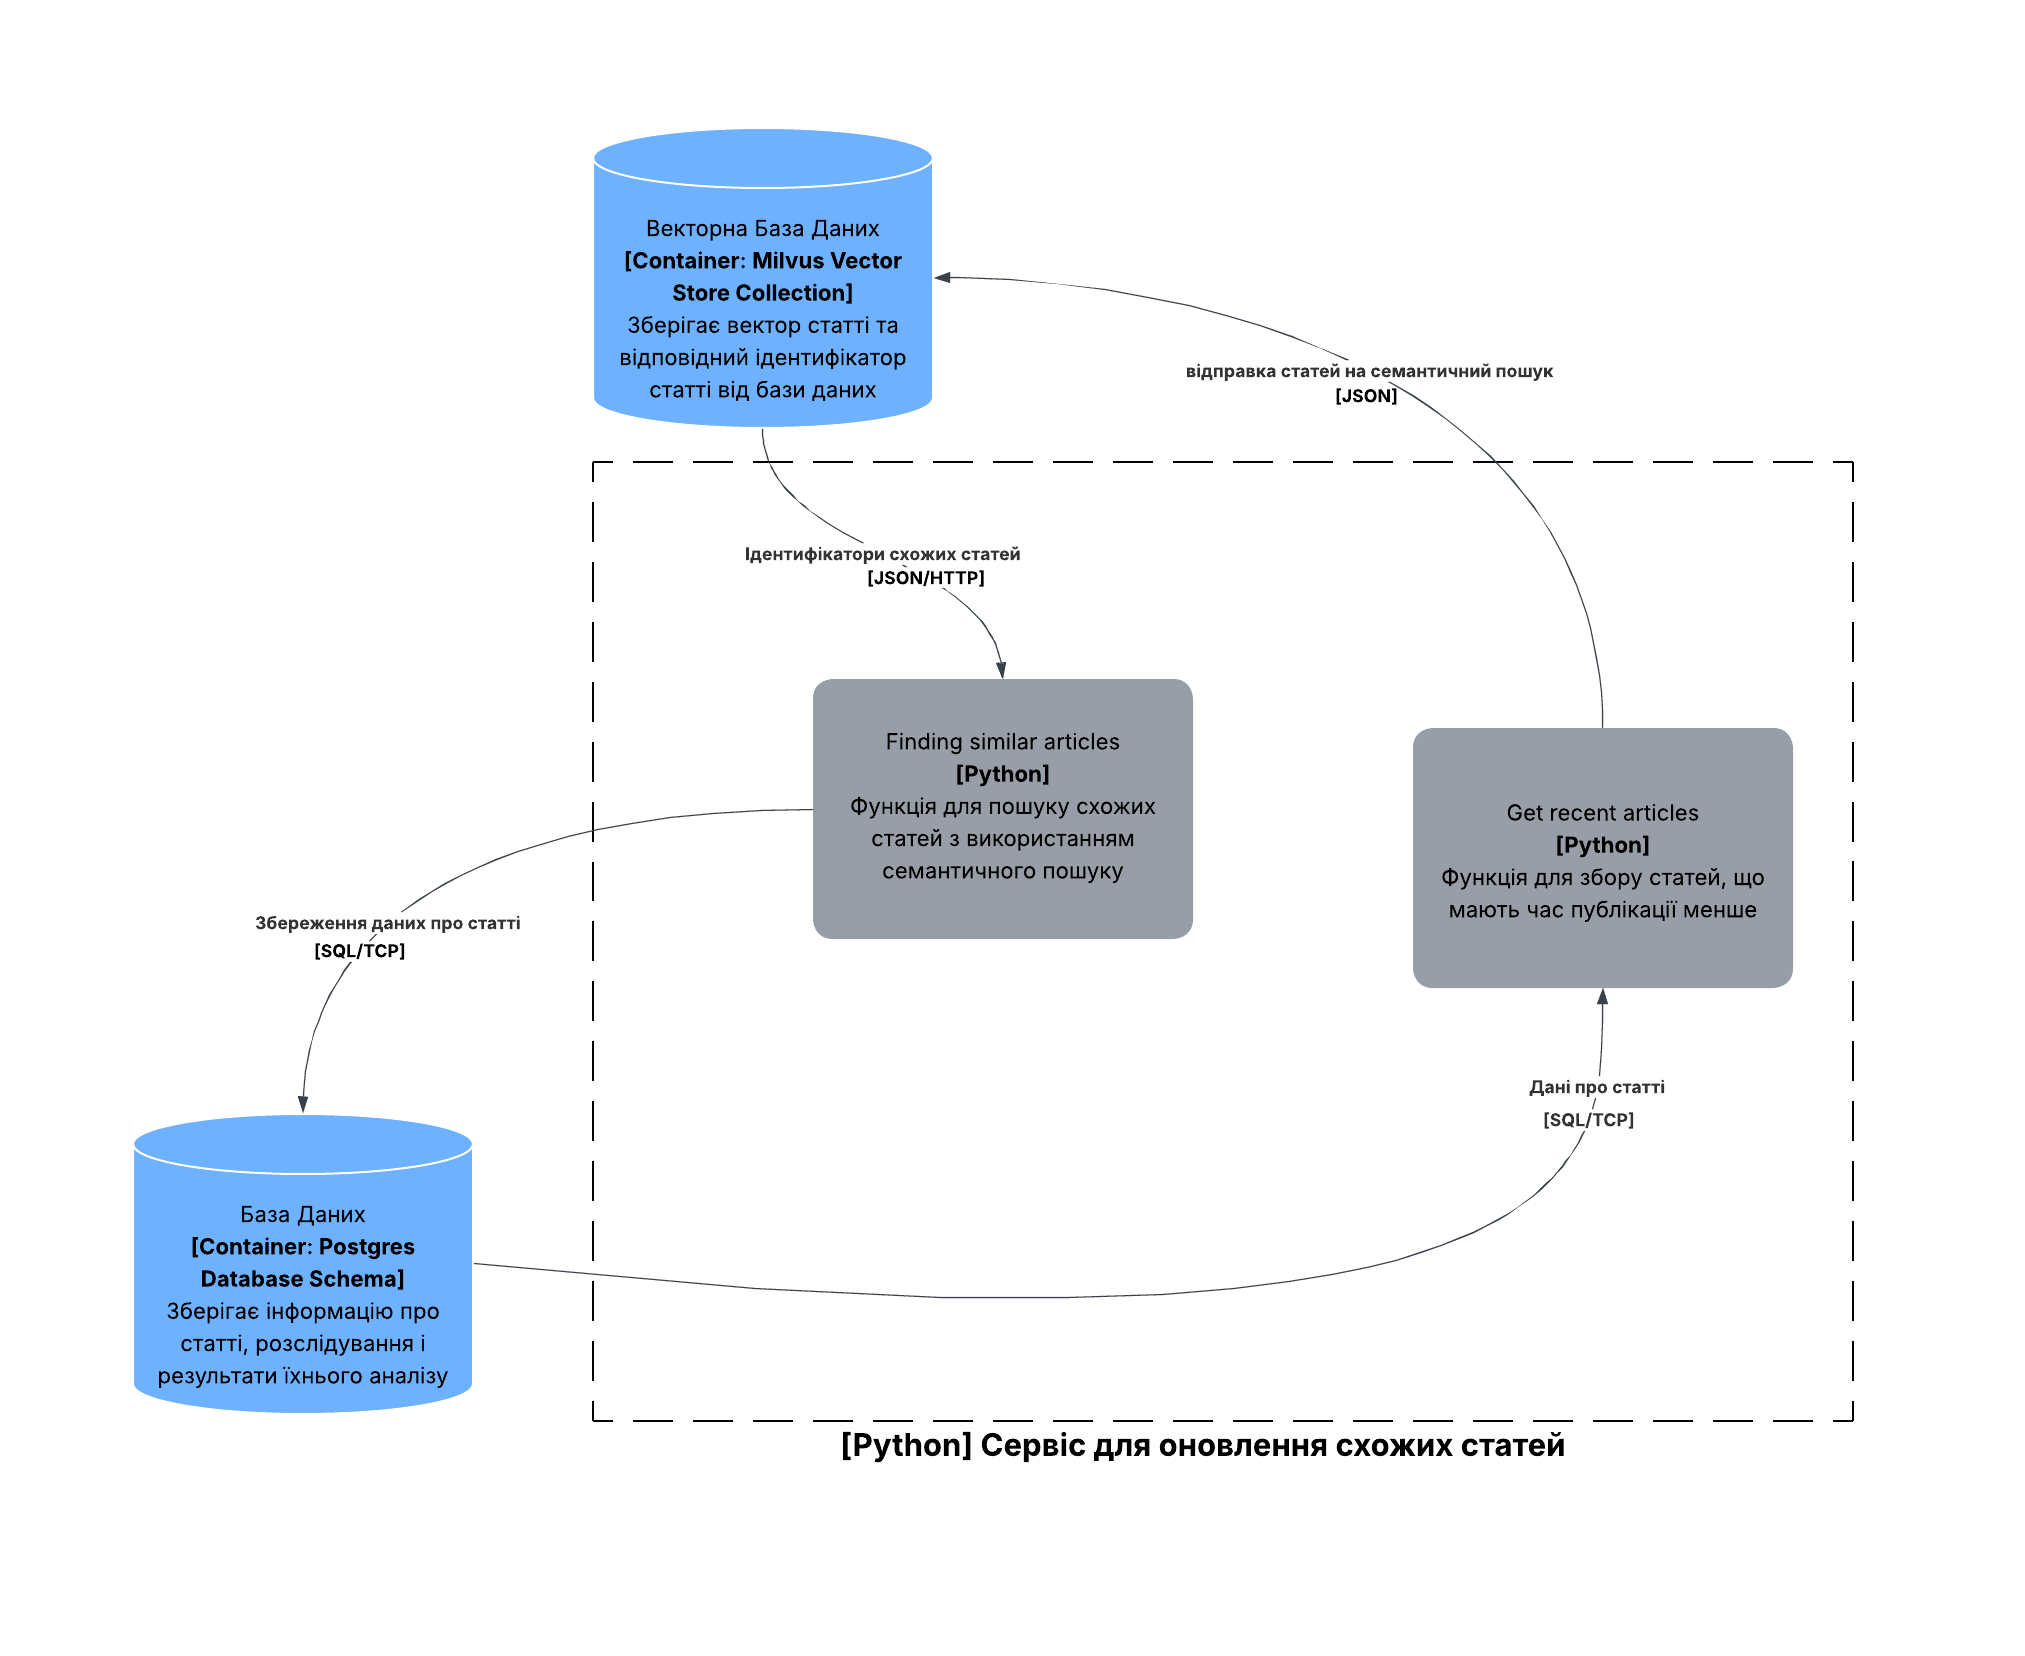 Векторна База Даних
[Container: Milvus Vector
Store Collection]
Зберігає вектор статті та
відповідний ідентифікатор
статті від бази даних
відправка статей на семантичний пошук
[JSON]
Ідентифікатори схожих статей
[JSON/HTTP]
Finding similar articles
[Python]
Функція для пошуку схожих
статей з використанням
семантичного пошуку
Get recent articles
[Python]
Функція для збору статей, що
мають час публікації менше
Збереження даних про статті
[SQL/TCP]
Дані про статті
[SQL/TCP]
База Даних
[Container: Postgres
Database Schema]
Зберігає інформацію про
статті, розслідування і
результати їхнього аналізу
[Python] Сервіс для оновлення схожих статей